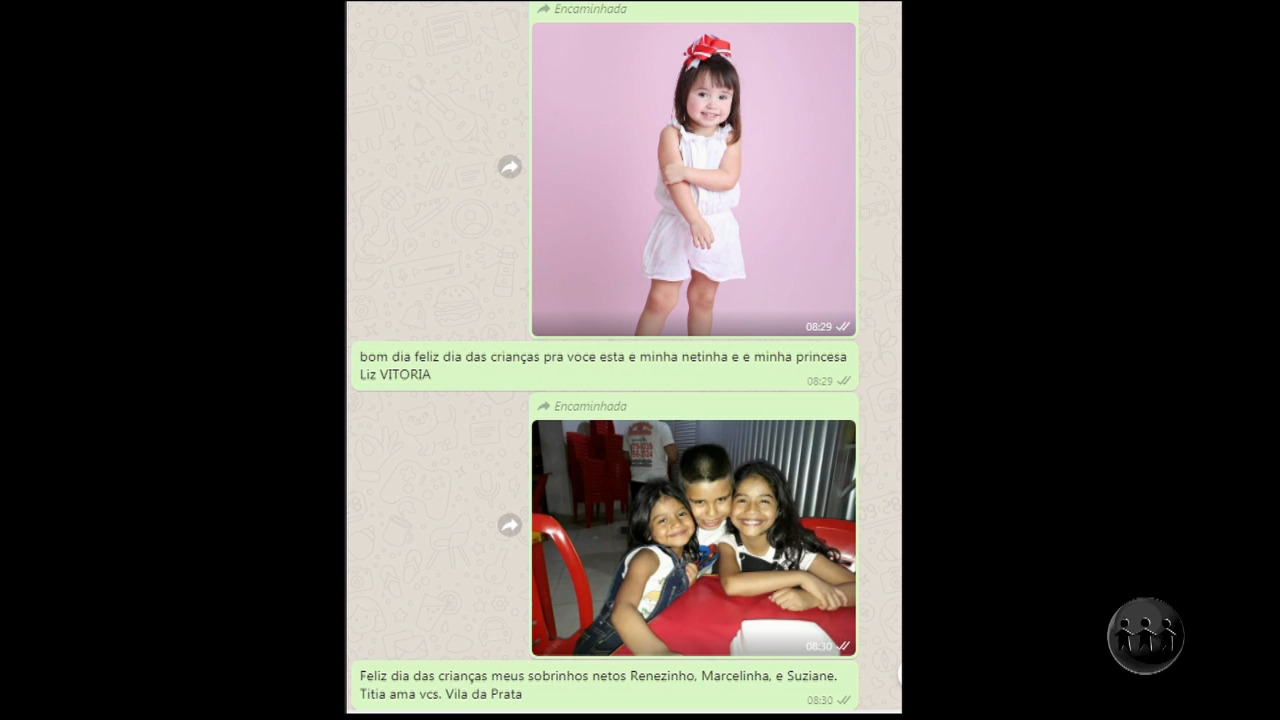 Encaminhada
08:29
bom dia feliz dia das crianças pra voce esta e minha netinha e e minha princesa
Liz VITORIA
08:29
Encaminhada
08:30
Feliz dia das crianças meus sobrinhos netos Renezinho, Marcelinha, e Suziane.
Titia ama vcs. Vila da Prata
08:30